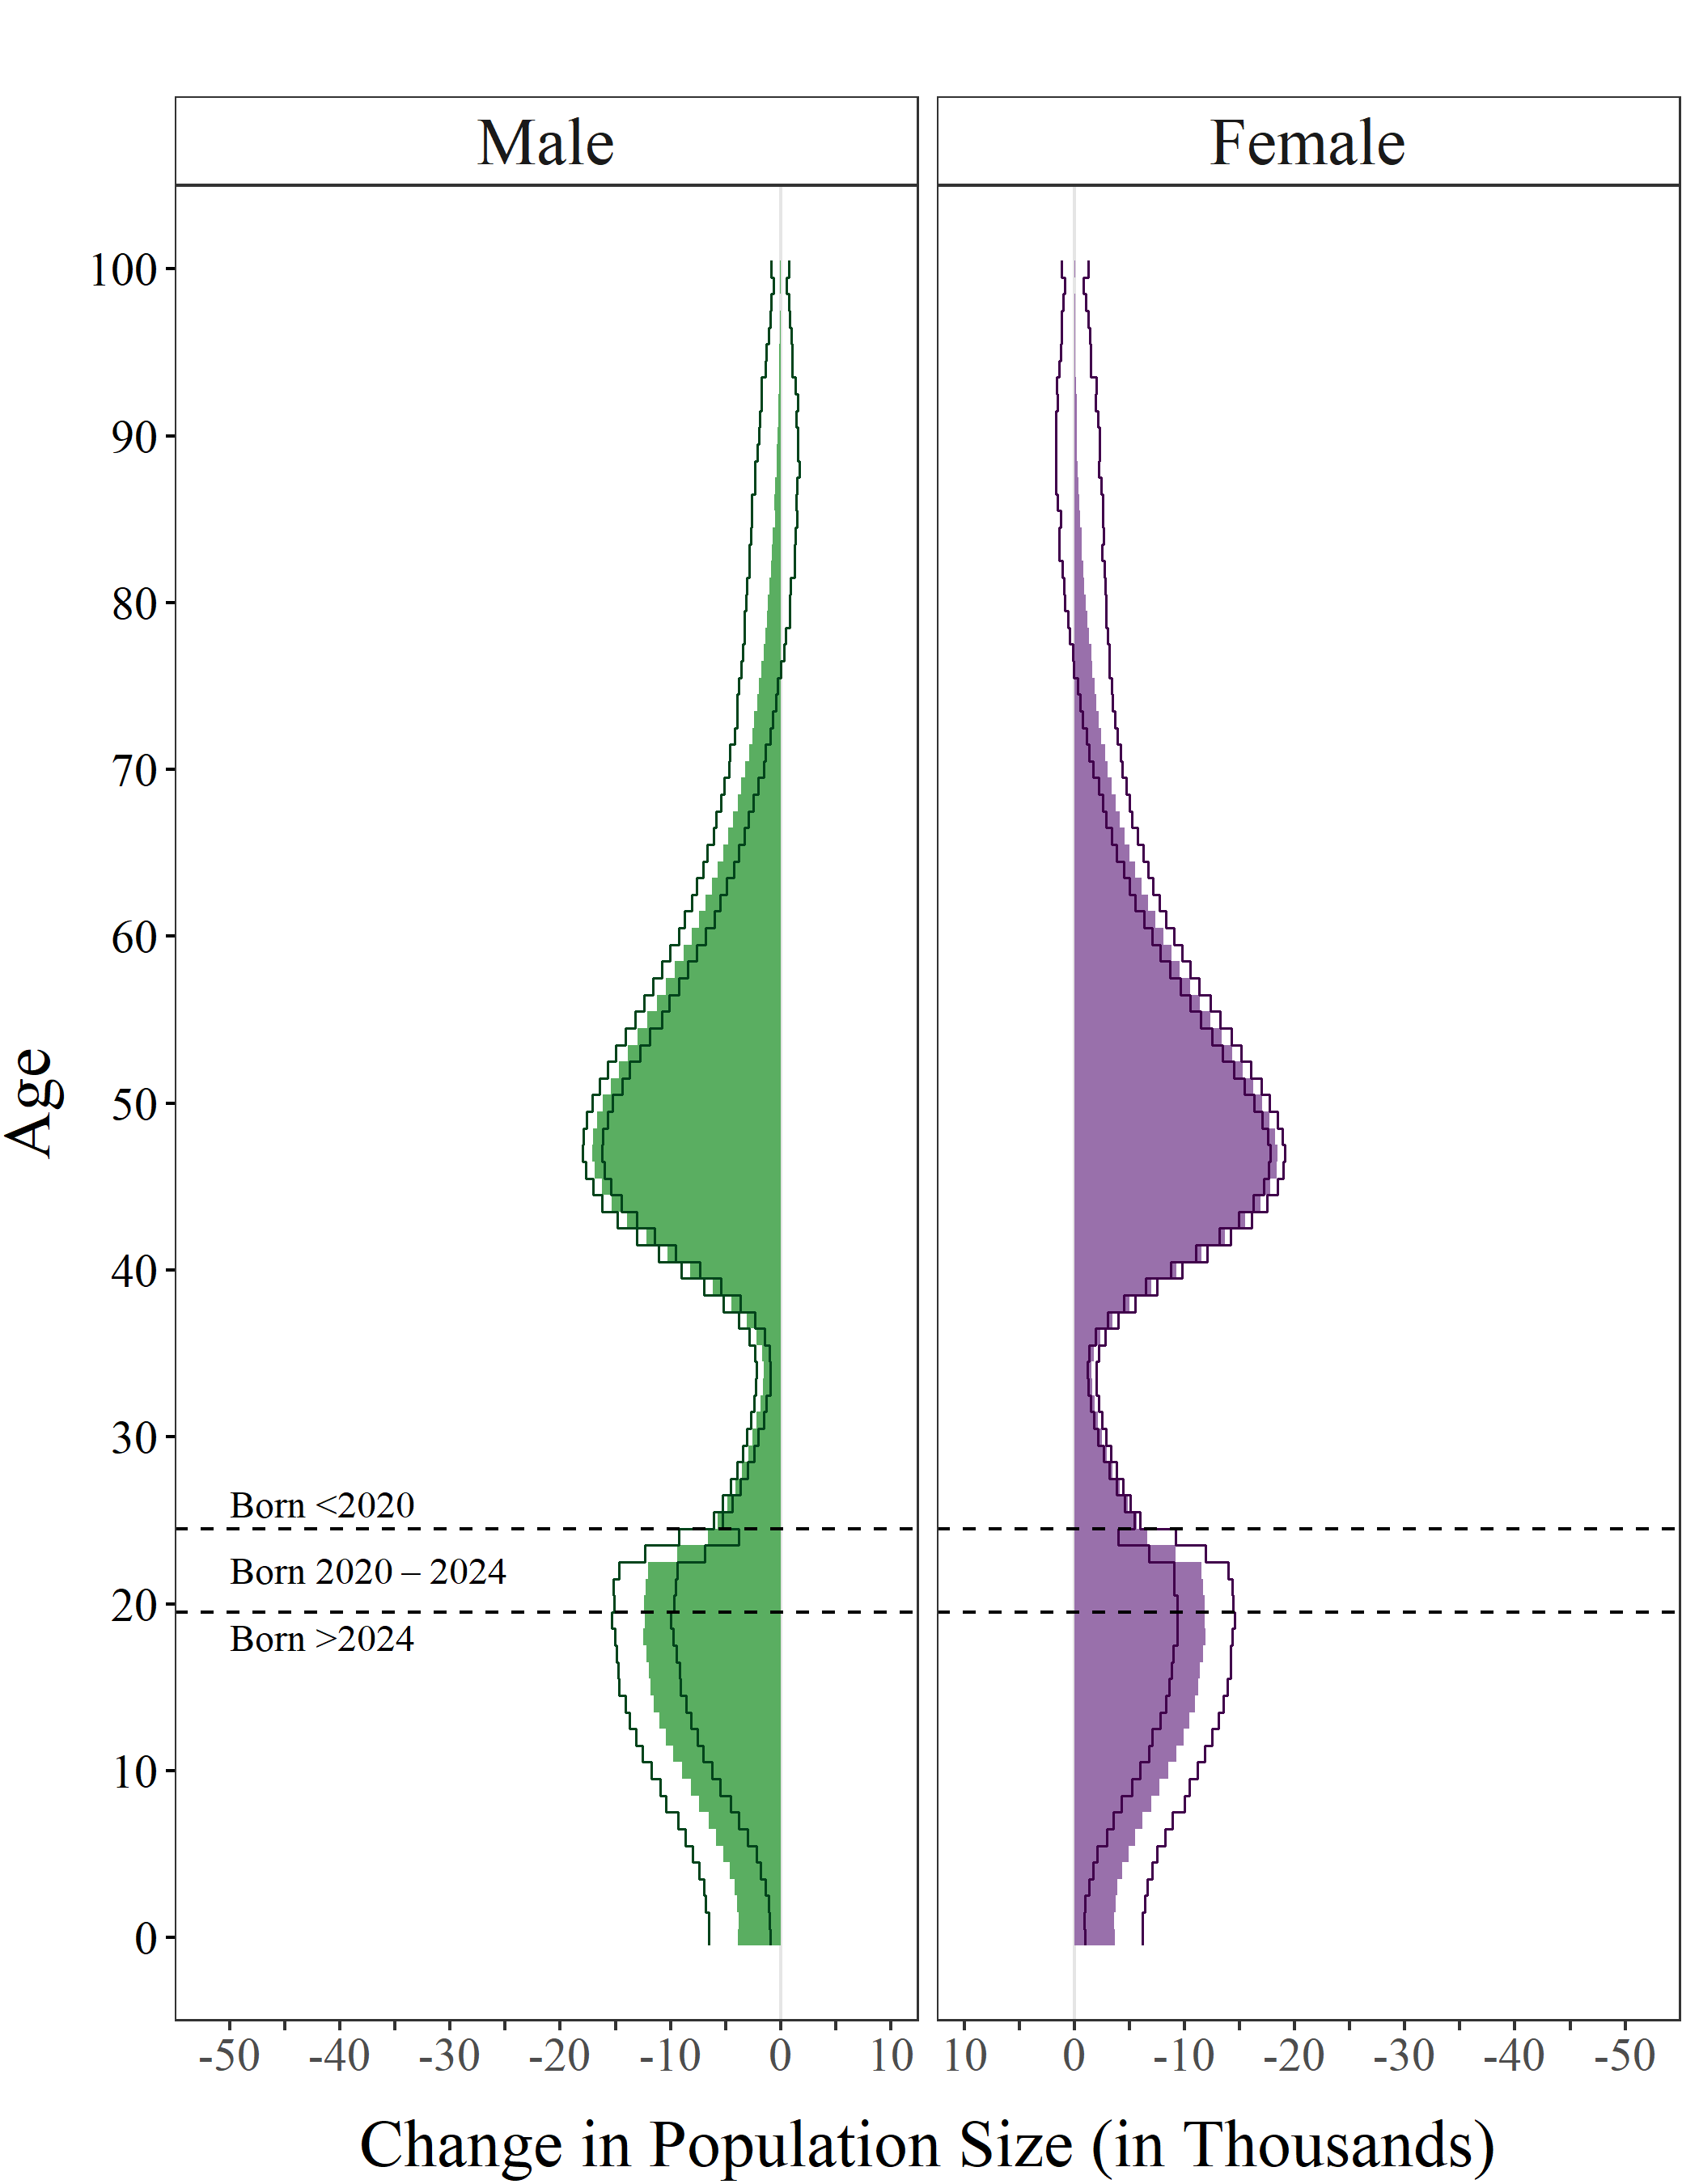 Male Female
100
90
80
70
60
50
40
30
20
10
0
Age
Born <2020
Born 2020 – 2024
Born >2024
-50 -40 -30 -20 -10 0 10 10 0 -10 -20 -30 -40 -50
Change in Population Size (in Thousands)